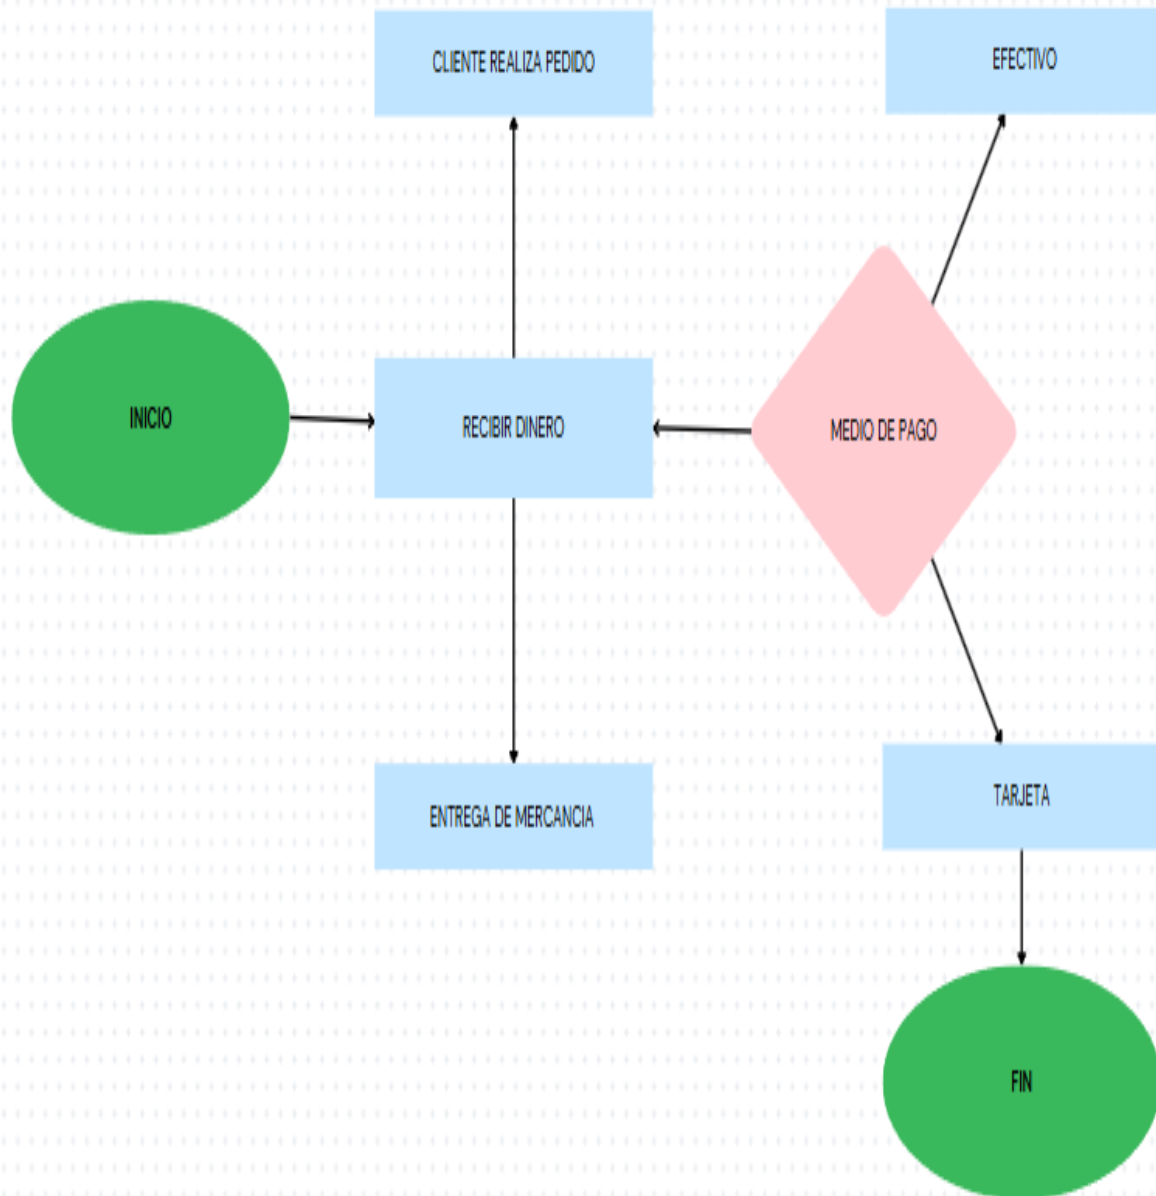 CLIENTE REALIZA PEDIDO
EFECTIVO
INICIO
RECIBIR DINERO
MEDIO DE PAGO
ENTREGA DE MERCANCIA
TARJETA
FIN